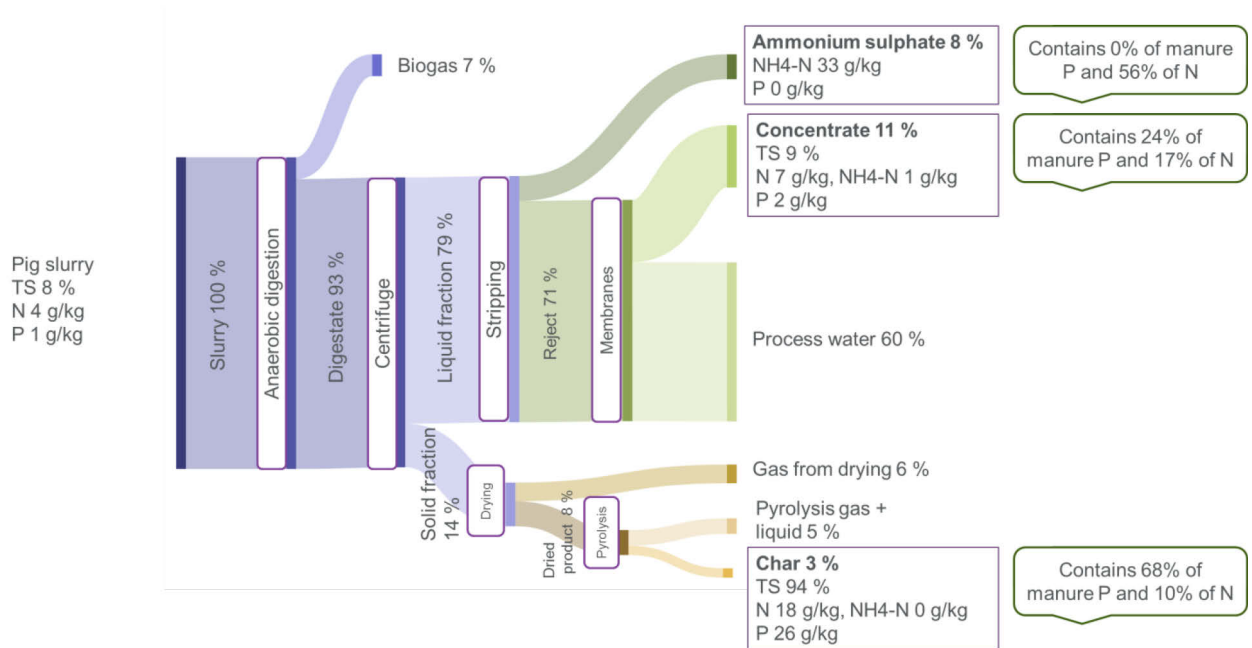 Pig slurry
TS 8 %
N 4 g/kg
P 1 g/kg
Slurry 100 %
Anaerobic digestion
Biogas 7 %
Digestate 93 %
Centrifuge
Liquid fraction 79 %
Stripping
Reject 71 %
Membranes
Solid fraction
14 %
Drying
Dried
product 8 %
Pyrolysis
Ammonium sulphate 8 %
NH4-N 33 g/kg
P 0 g/kg
Contains 0% of manure
P and 56% of N
Concentrate 11 %
TS 9 %
N 7 g/kg, NH4-N 1 g/kg
P 2 g/kg
Contains 24% of
manure P and 17% of N
Process water 60 %
Gas from drying 6 %
Pyrolysis gas +
liquid 5 %
Char 3 %
TS 94 %
N 18 g/kg, NH4-N 0 g/kg
P 26 g/kg
Contains 68% of
manure P and 10% of N